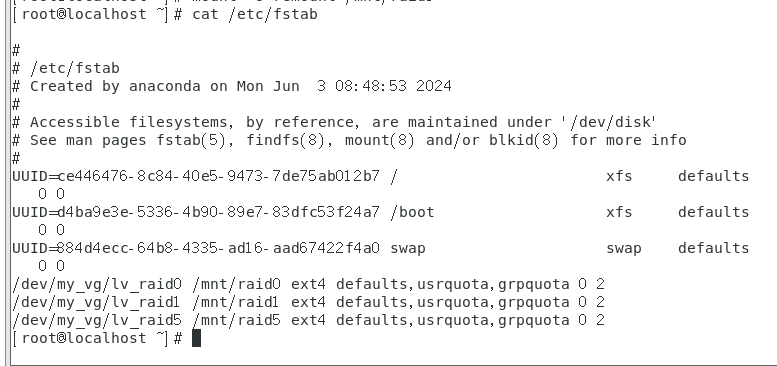 [root@localhost ~]# cat /etc/fstab
#
# /etc/fstab
# Created by anaconda on Mon Jun  3 08:48:53 2024
#
# Accessible filesystems, by reference, are maintained under '/dev/disk'
# See man pages fstab(5), findfs(8), mount(8) and/or blkid(8) for more info
#
UUID=ce446476-8c84-40e5-9473-7de75ab012b7 /                       xfs     defaults
   0 0
UUID=d4ba9e3e-5336-4b90-89e7-83dfc53f24a7 /boot                   xfs     defaults
   0 0
UUID=884d4ecc-64b8-4335-ad16-aad67422f4a0 swap                    swap    defaults
   0 0
/dev/my_vg/lv_raid0 /mnt/raid0 ext4 defaults,usrquota,grpquota 0 2
/dev/my_vg/lv_raid1 /mnt/raid1 ext4 defaults,usrquota,grpquota 0 2
/dev/my_vg/lv_raid5 /mnt/raid5 ext4 defaults,usrquota,grpquota 0 2
[root@localhost ~]#